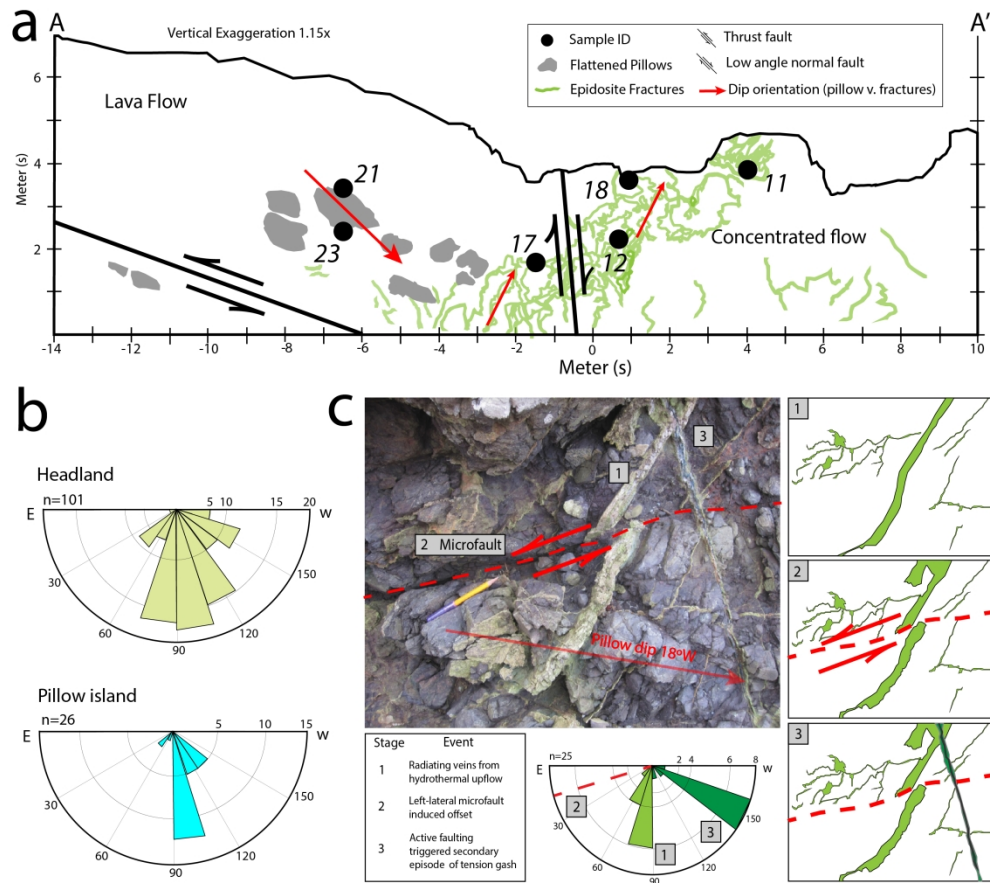 a
A
A'
Vertical Exaggeration 1.15x
Sample ID
Flattened Pillows
Epidosite Fractures
Thrust fault
Low angle normal fault
Dip orientation (pillow v. fractures)
Lava Flow
Concentrated flow
21
23
17
18
12
11
Meter (s)
6
4
2
0
-14
-12
-10
-8
-6
-4
-2
0
2
4
6
8
10
Meter (s)
b
Headland
n=101
E
5
10
15
20
W
30
60
90
120
150
Pillow island
n=26
E
5
10
15
W
30
60
90
120
150
c
1
3
2 Microfault
Pillow dip 18ºW
Stage Event
1 Radiating veins from
hydrothermal upflow
2 Left-lateral microfault
induced offset
3 Active faulting
triggered secondary
episode of tension gash
n=25
E
2
4
6
8
W
30
60
90
120
150
2
1
3
1
2
3